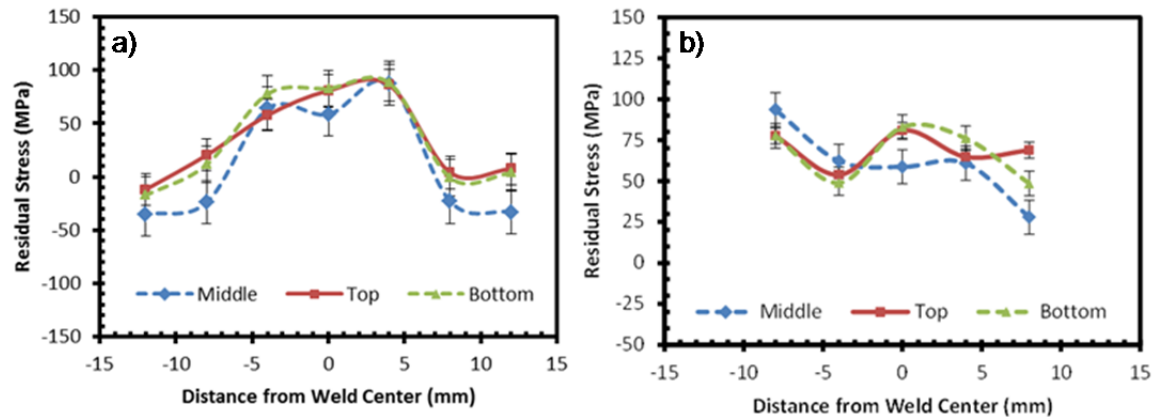 a)
150
100
50
0
-50
-100
-150
Residual Stress (MPa)
Middle Top Bottom
-15 -10 -5 0 5 10 15
Distance from Weld Center (mm)
b)
150
125
100
75
50
25
0
-25
-50
Residual Stress (MPa)
Middle Top Bottom
-15 -10 -5 0 5 10 15
Distance from Weld Center (mm)